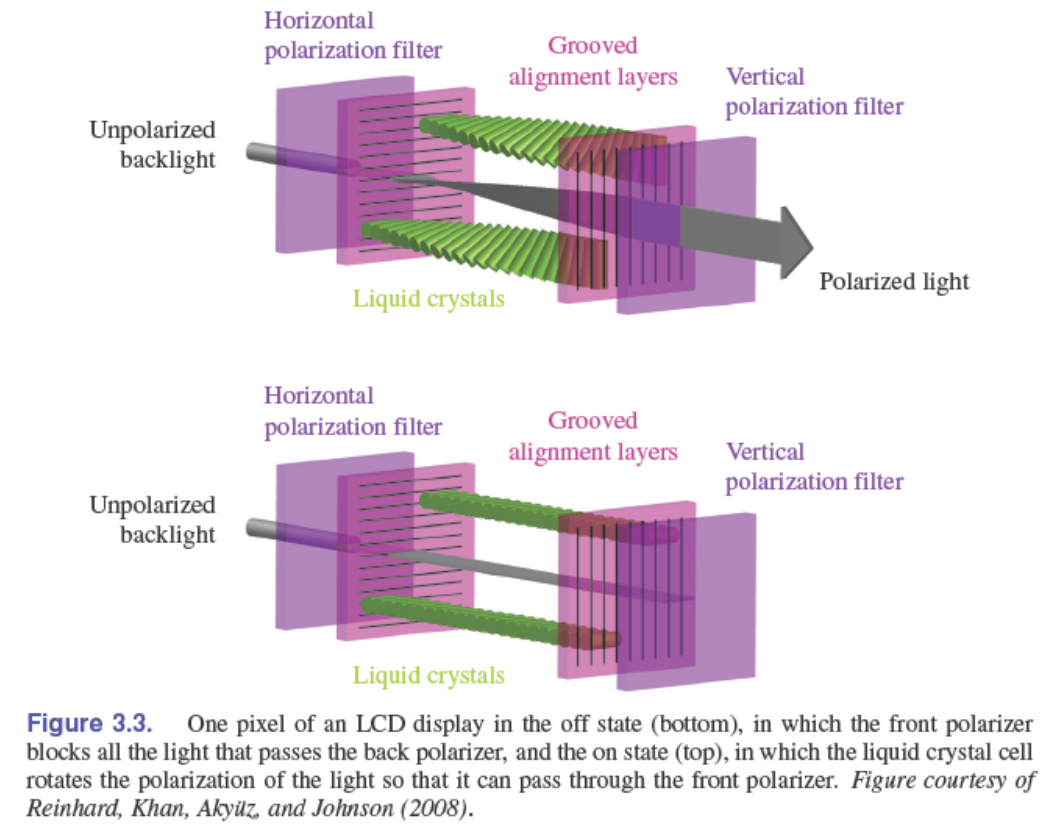 Horizontal
polarization filter
Grooved
alignment layers
Vertical
polarization filter
Unpolarized
backlight
Liquid crystals
Polarized light
Horizontal
polarization filter
Grooved
alignment layers
Vertical
polarization filter
Unpolarized
backlight
Liquid crystals
Figure 3.3. One pixel of an LCD display in the off state (bottom), in which the front polarizer
blocks all the light that passes the back polarizer, and the on state (top), in which the liquid crystal cell
rotates the polarization of the light so that it can pass through the front polarizer. Figure courtesy of
Reinhard, Khan, Akyüz, and Johnson (2008).